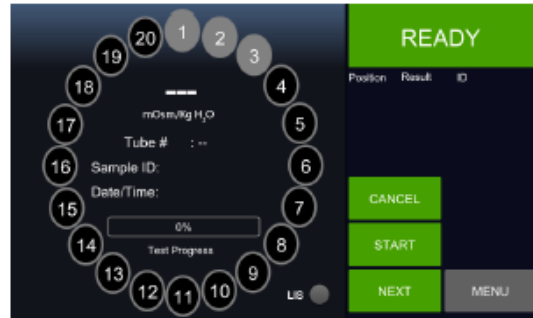 READY
20 1 2
19 3
18 4
---
mOsm/Kg H₂O
17 5
Tube # : --
16 Sample ID: 6
Date/Time:
15 7
0%
14 Test Progress 8
13 9
12 11 10
LIS
Position Result ID
CANCEL
START
NEXT MENU